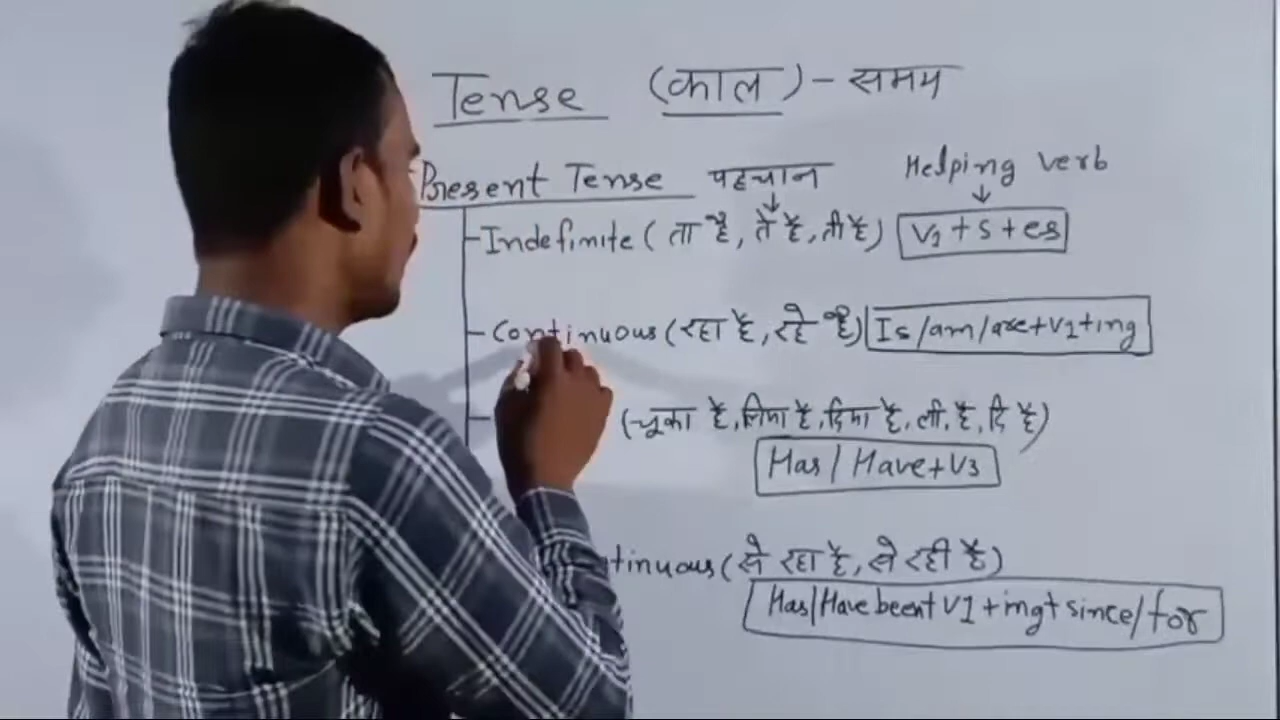 Tense (काल) - समय
Present Tense पहचान Helping verb
Indefinite (ता है, ते है, ती है) V1 + s + es
Continuous (रहा है, रहे है) Is/am/are+V1+ing
(चूका है, लिया है, दिया है, ली है, दि है)
Has/Have+V3
tinuous (से रहा है, से रही है)
Has/Have been+V1+ing+since/for